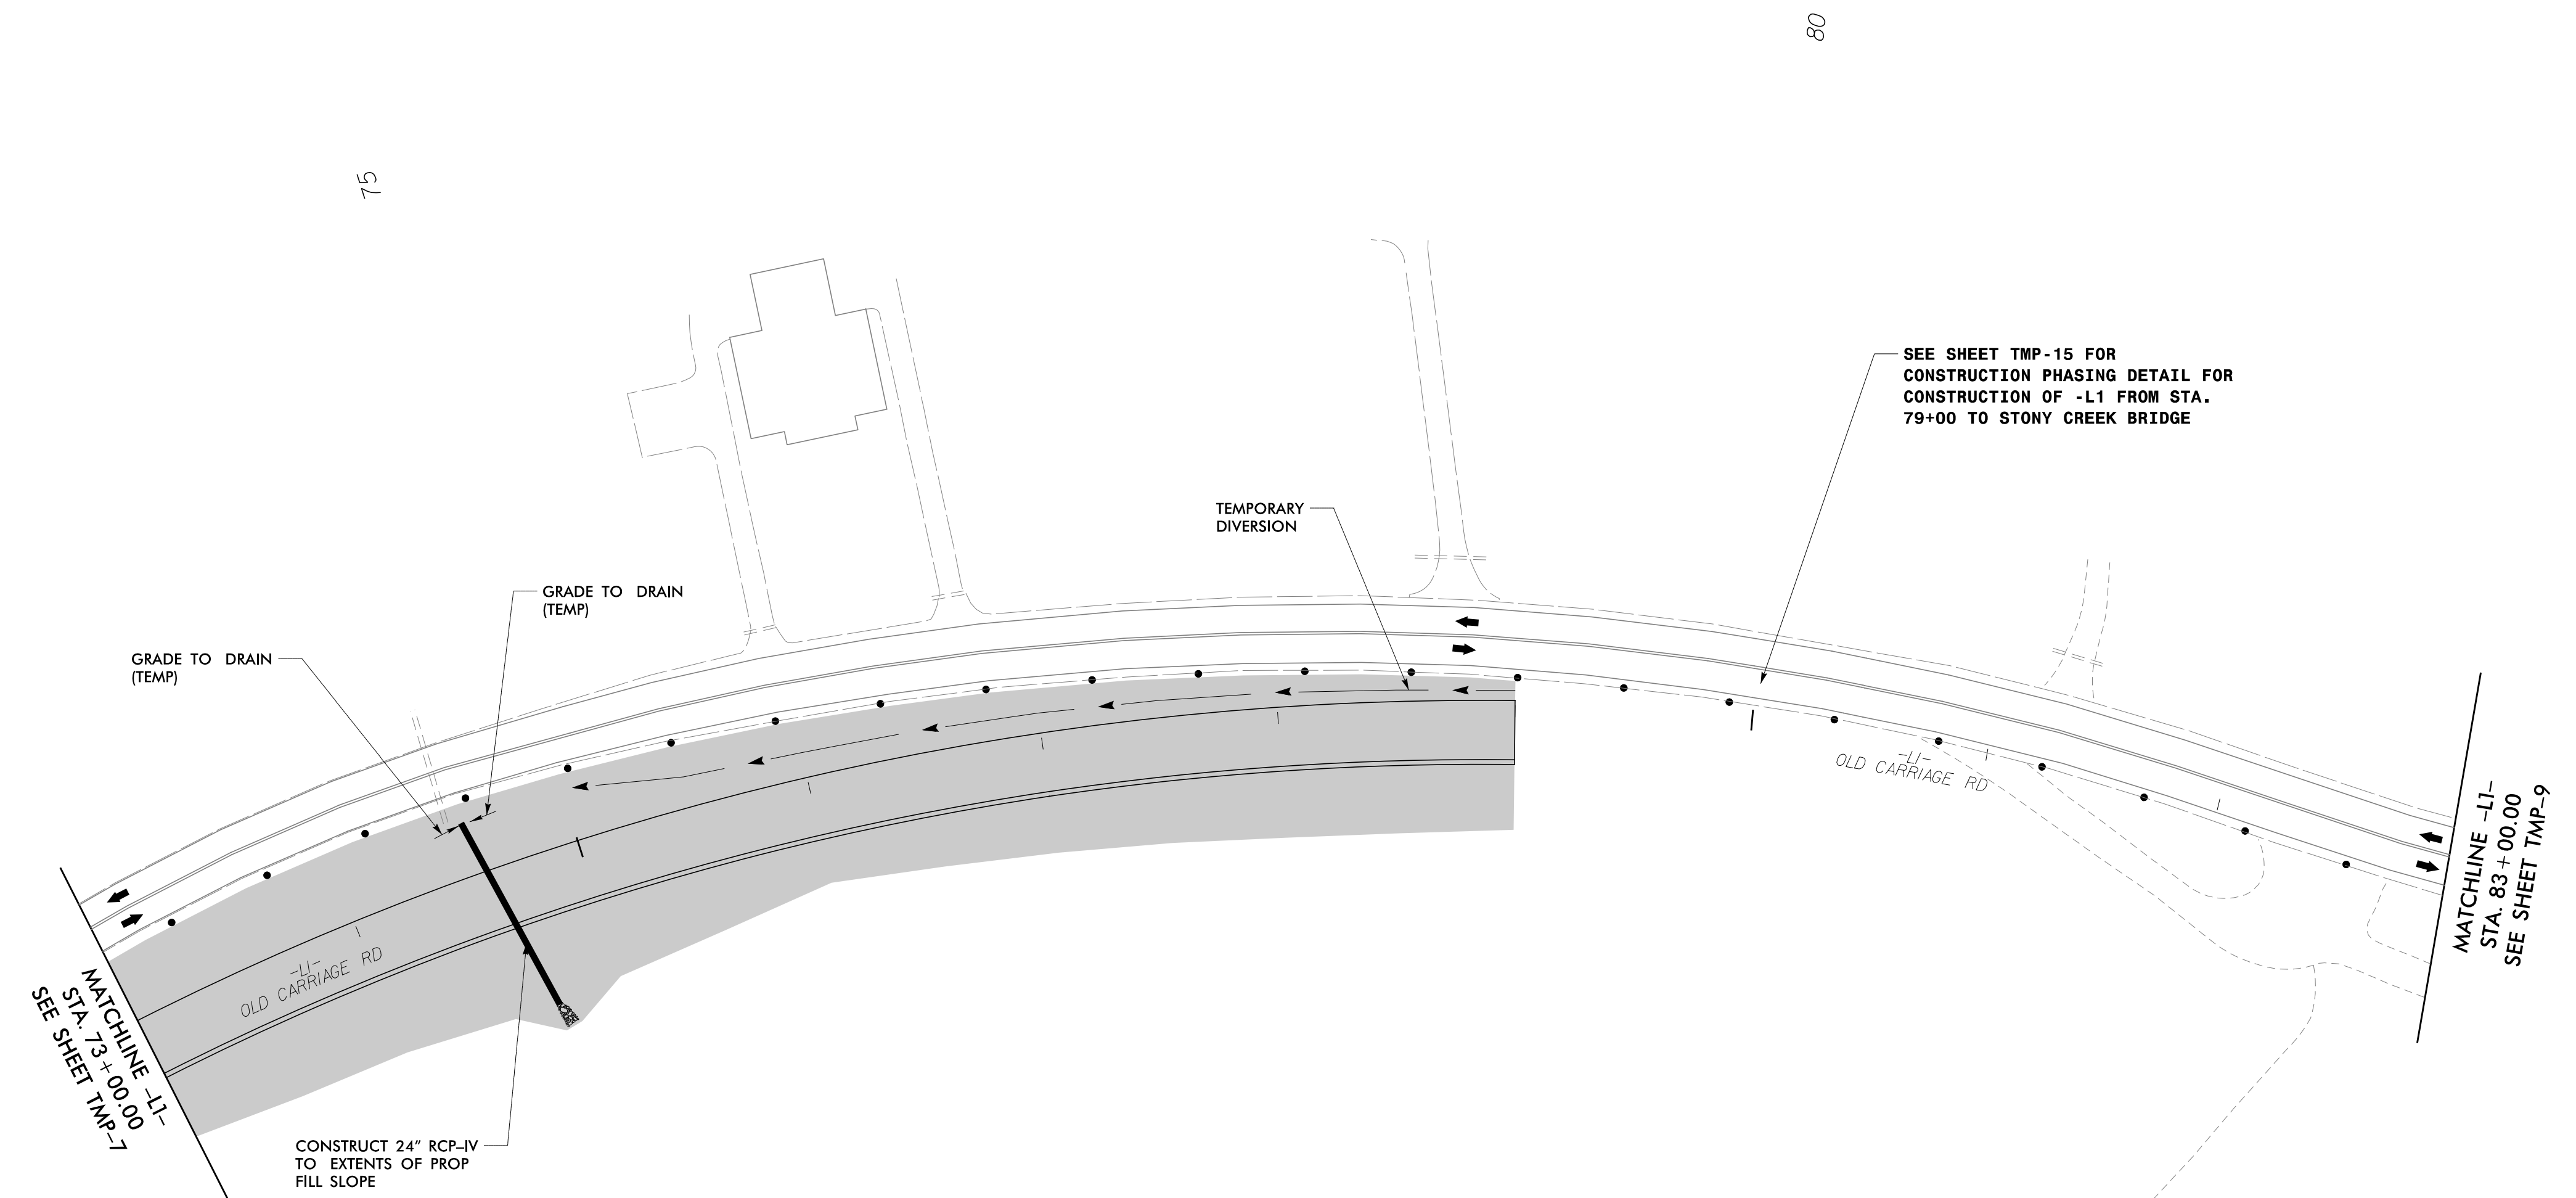 80
75
SEE SHEET TMP-15 FOR
CONSTRUCTION PHASING DETAIL FOR
CONSTRUCTION OF -L1 FROM STA.
79+00 TO STONY CREEK BRIDGE
TEMPORARY
DIVERSION
GRADE TO DRAIN
(TEMP)
GRADE TO DRAIN
(TEMP)
-L1-
OLD CARRIAGE RD
MATCHLINE -L1-
STA. 83+00.00
SEE SHEET TMP-9
-L1-
OLD CARRIAGE RD
MATCHLINE -L1-
STA. 73+00.00
SEE SHEET TMP-7
CONSTRUCT 24" RCP-IV
TO EXTENTS OF PROP
FILL SLOPE